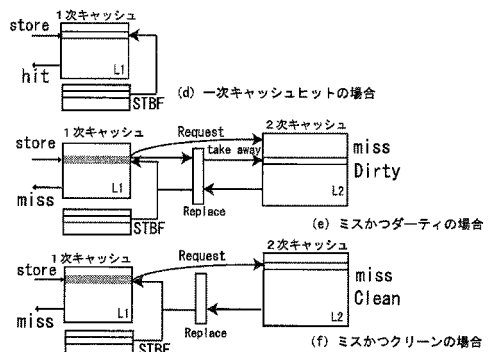 1次キャッシュ
store
hit
L1
STBF
(d) 一次キャッシュヒットの場合
1次キャッシュ
Request
2次キャッシュ
store
take away
miss
Dirty
L1
L2
miss
Replace
STBF
(e) ミスかつダーティの場合
1次キャッシュ
Request
2次キャッシュ
store
miss
Clean
L1
L2
miss
Replace
STBF
(f) ミスかつクリーンの場合